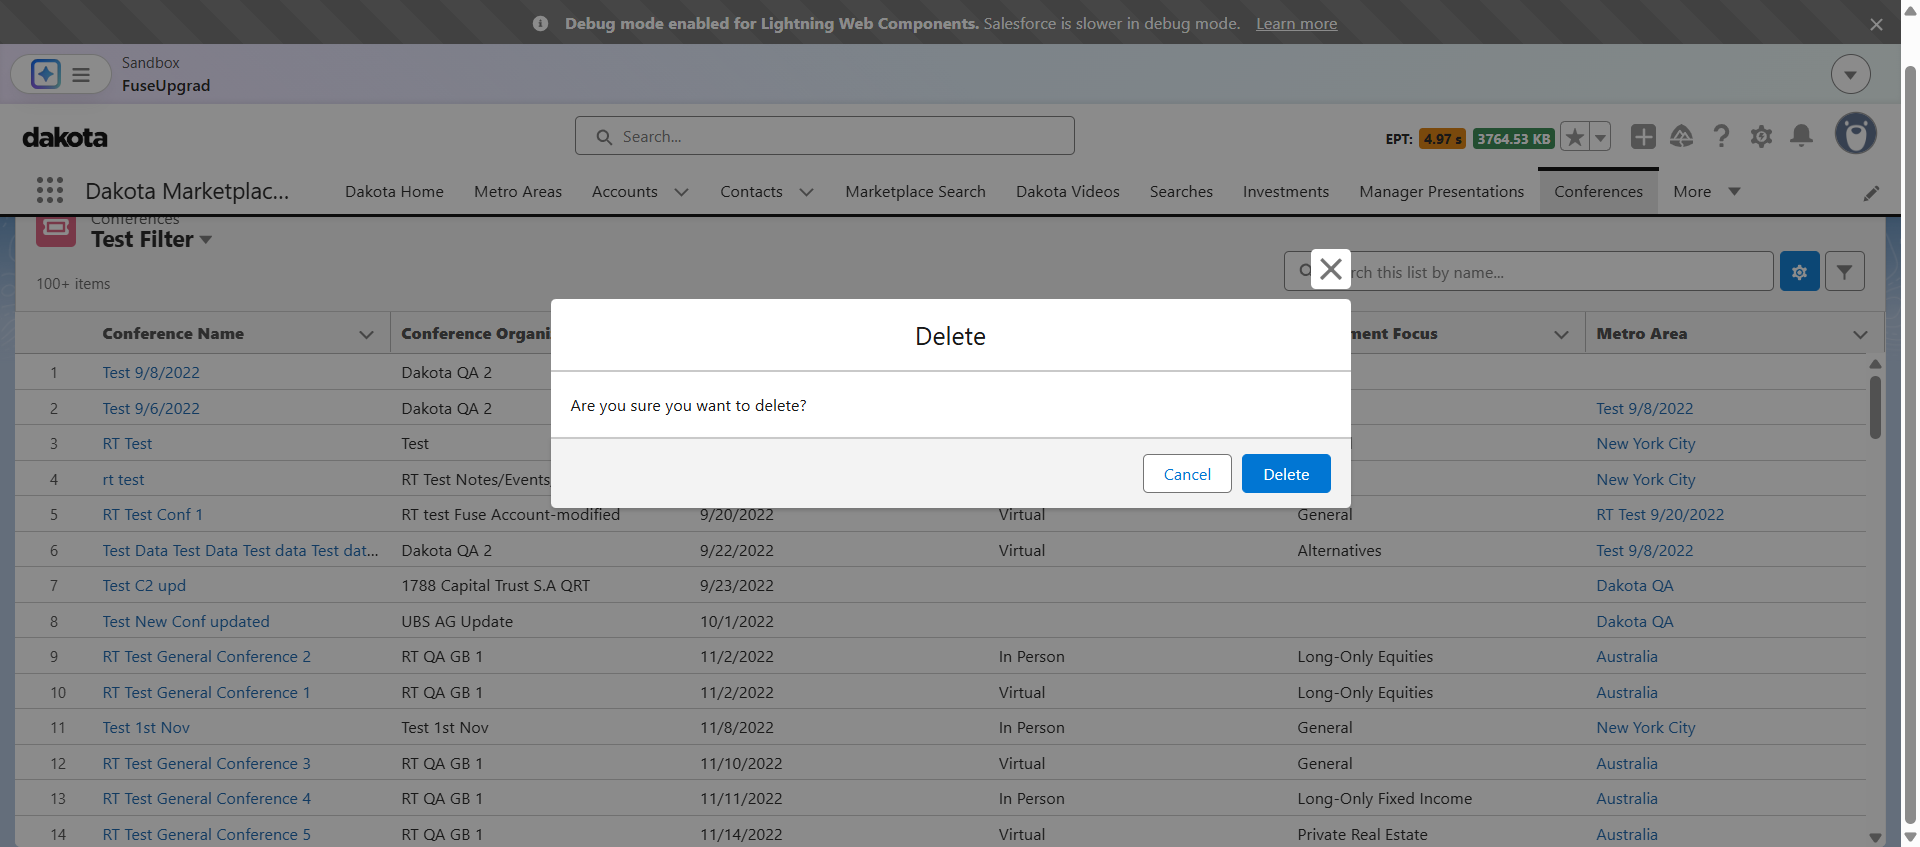 Debug mode enabled for Lightning Web Components. Salesforce is slower in debug mode. Learn more
Sandbox
FuseUpgrad
dakota
Search...
EPT: 4.97 s 3764.53 KB
Dakota Marketplac... Dakota Home Metro Areas Accounts Contacts Marketplace Search Dakota Videos Searches Investments Manager Presentations Conferences More
Conferences
Test Filter
100+ items
rch this list by name...
Conference Name Conference Organi ment Focus Metro Area
Delete
Are you sure you want to delete?
Cancel Delete
1 Test 9/8/2022 Dakota QA 2
2 Test 9/6/2022 Dakota QA 2 Test 9/8/2022
3 RT Test Test New York City
4 rt test RT Test Notes/Events New York City
5 RT Test Conf 1 RT test Fuse Account-modified 9/20/2022 Virtual General RT Test 9/20/2022
6 Test Data Test Data Test data Test dat... Dakota QA 2 9/22/2022 Virtual Alternatives Test 9/8/2022
7 Test C2 upd 1788 Capital Trust S.A QRT 9/23/2022 Dakota QA
8 Test New Conf updated UBS AG Update 10/1/2022 Dakota QA
9 RT Test General Conference 2 RT QA GB 1 11/2/2022 In Person Long-Only Equities Australia
10 RT Test General Conference 1 RT QA GB 1 11/2/2022 Virtual Long-Only Equities Australia
11 Test 1st Nov Test 1st Nov 11/8/2022 In Person General New York City
12 RT Test General Conference 3 RT QA GB 1 11/10/2022 Virtual General Australia
13 RT Test General Conference 4 RT QA GB 1 11/11/2022 In Person Long-Only Fixed Income Australia
14 RT Test General Conference 5 RT QA GB 1 11/14/2022 Virtual Private Real Estate Australia